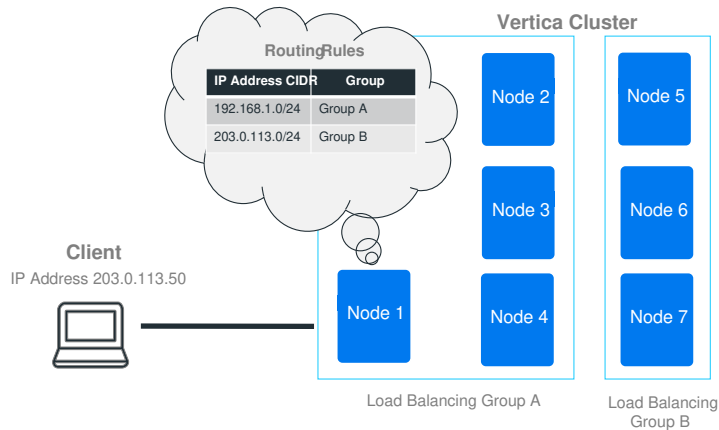 Vertica Cluster
RoutingRules
IP Address CIDR Group
192.168.1.0/24 Group A
203.0.113.0/24 Group B
Node 2
Node 5
Node 3
Node 6
Client
IP Address 203.0.113.50
Node 1
Node 4
Node 7
Load Balancing Group A
Load Balancing
Group B